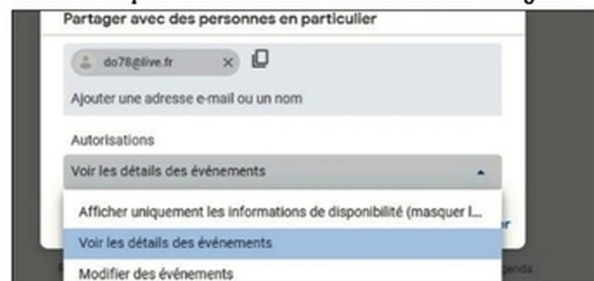 Partager avec des personnes en particulier
do78@live.fr
Ajouter une adresse e-mail ou un nom
Autorisations
Voir les détails des événements
Afficher uniquement les informations de disponibilité (masquer l...
Voir les détails des événements
Modifier des événements